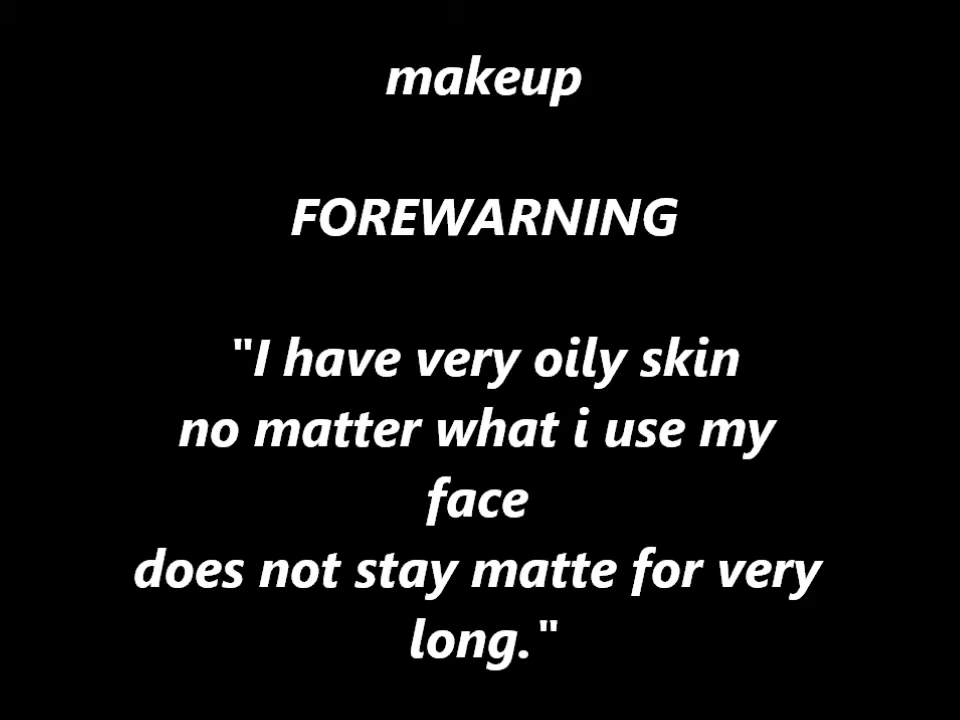 makeup
FOREWARNING
"I have very oily skin
no matter what i use my
face
does not stay matte for very
long."